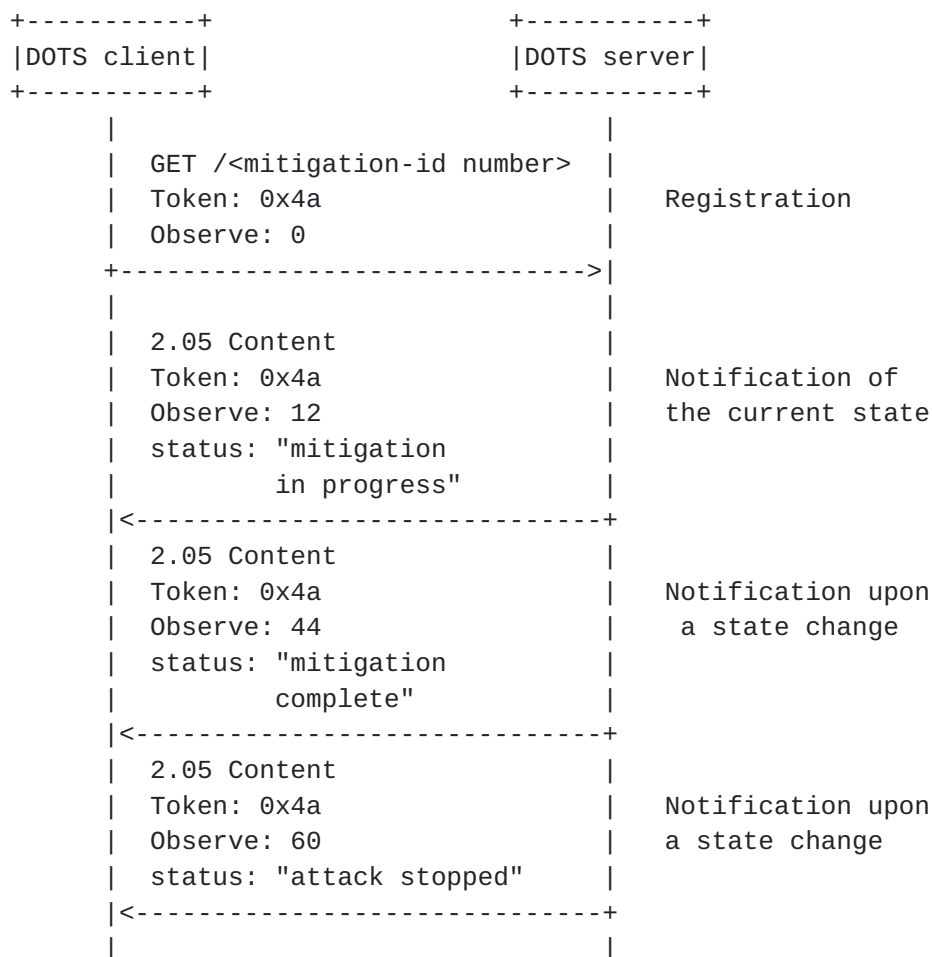 +-----------+                   +-----------+
|DOTS client|                   |DOTS server|
+-----------+                   +-----------+
      |                               |
      |  GET /<mitigation-id number>  |
      |  Token: 0x4a                  |   Registration
      |  Observe: 0                   |
      +------------------------------>|
      |                               |
      |  2.05 Content                 |
      |  Token: 0x4a                  |   Notification of
      |  Observe: 12                  |   the current state
      |  status: "mitigation          |
      |          in progress"         |
      |<------------------------------+
      |  2.05 Content                 |
      |  Token: 0x4a                  |   Notification upon
      |  Observe: 44                  |    a state change
      |  status: "mitigation          |
      |          complete"            |
      |<------------------------------+
      |  2.05 Content                 |
      |  Token: 0x4a                  |   Notification upon
      |  Observe: 60                  |   a state change
      |  status: "attack stopped"     |
      |<------------------------------+
      |                               |